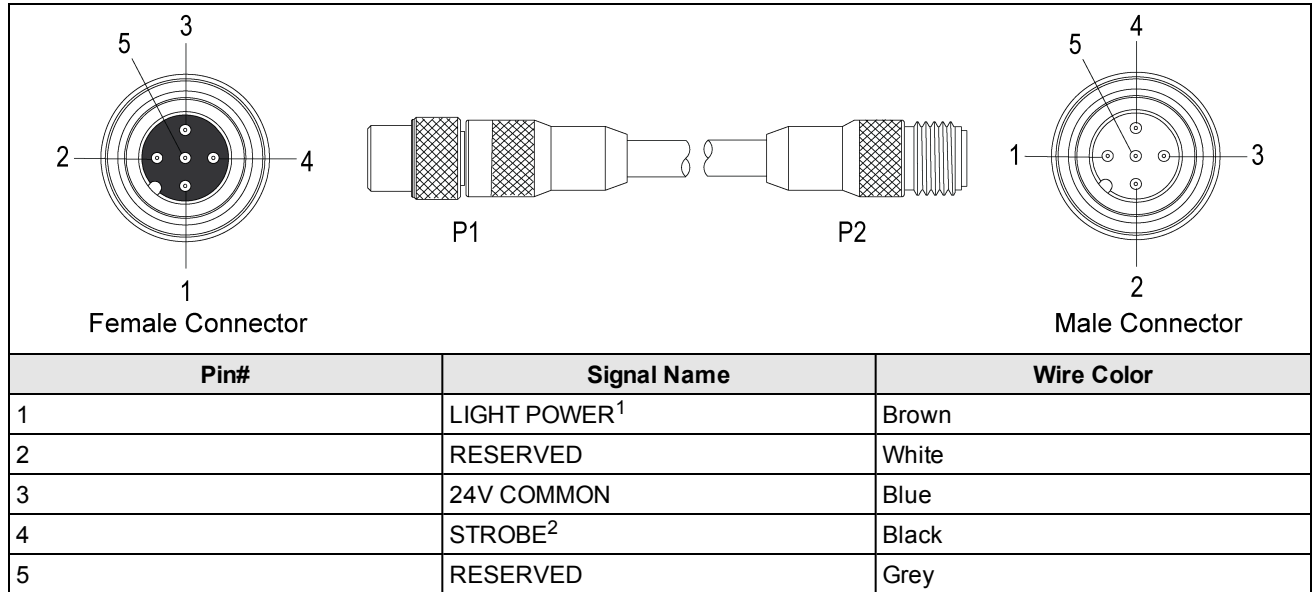 3
5
2
4
1
Female Connector
P1
P2
4
5
1
3
2
Male Connector
Pin# Signal Name Wire Color
1 LIGHT POWER1 Brown
2 RESERVED White
3 24V COMMON Blue
4 STROBE2 Black
5 RESERVED Grey